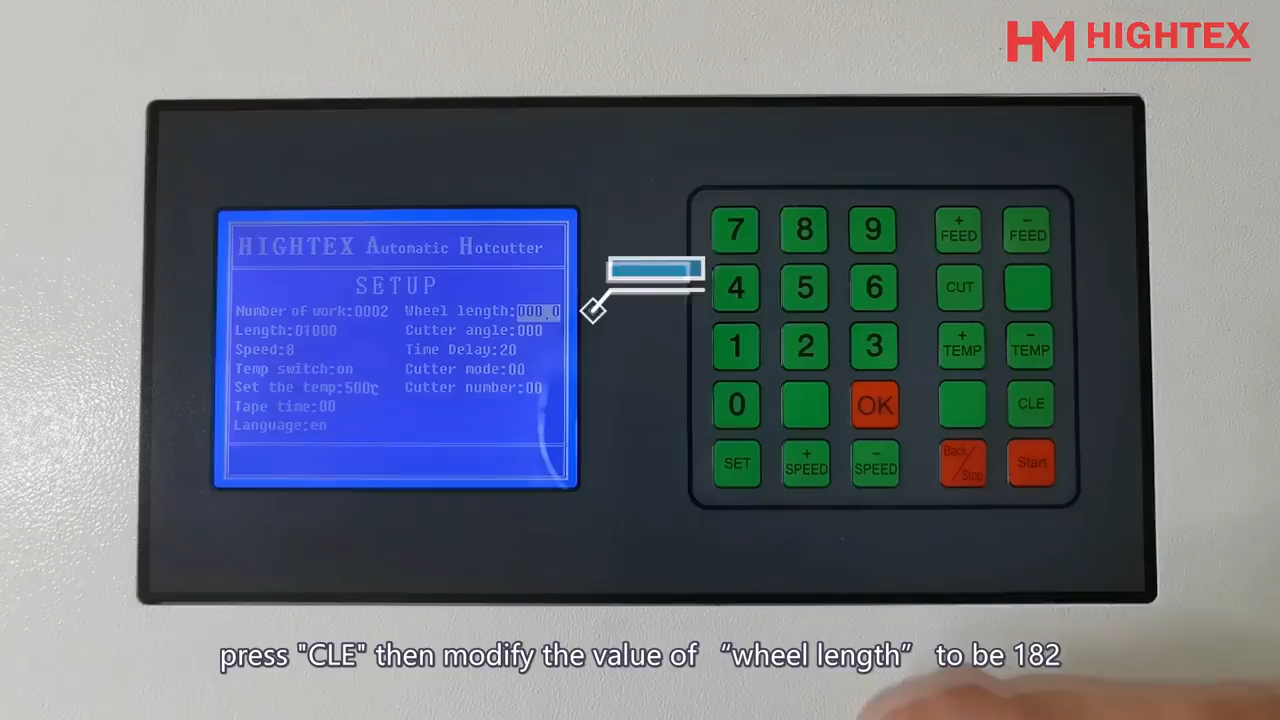 HM HIGHTEX
HIGHTEX Automatic Hotcutter
SETUP
Number of work:0002 Wheel length:000.0
Length:01000 Cutter angle:000
Speed:8 Time Delay:20
Temp switch:on Cutter mode:00
Set the temp:500℃ Cutter number:00
Tape time:00
Language:en
7 8 9 + FEED - FEED
4 5 6 CUT
1 2 3 + TEMP - TEMP
0 OK CLE
SET + SPEED - SPEED Back/Stop Start
press "CLE" then modify the value of “wheel length” to be 182